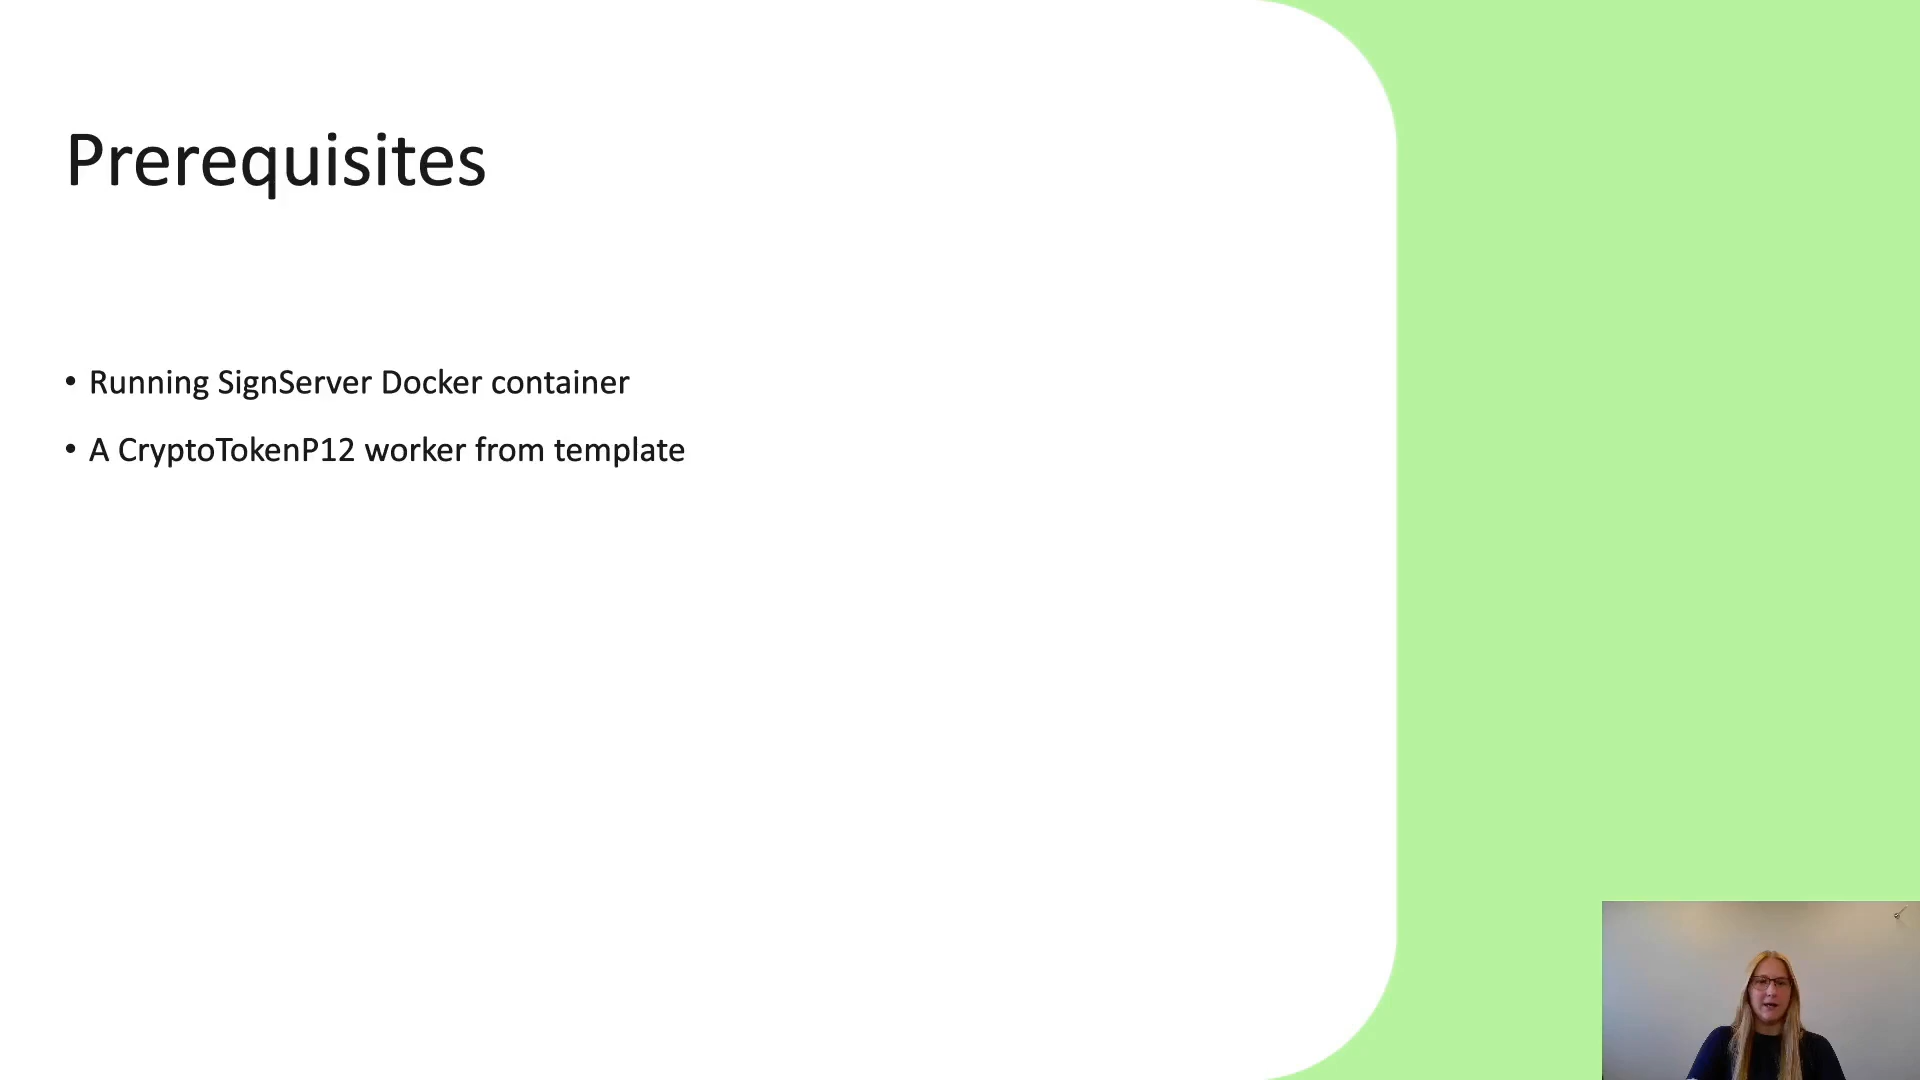 Prerequisites
• Running SignServer Docker container
• A CryptoTokenP12 worker from template